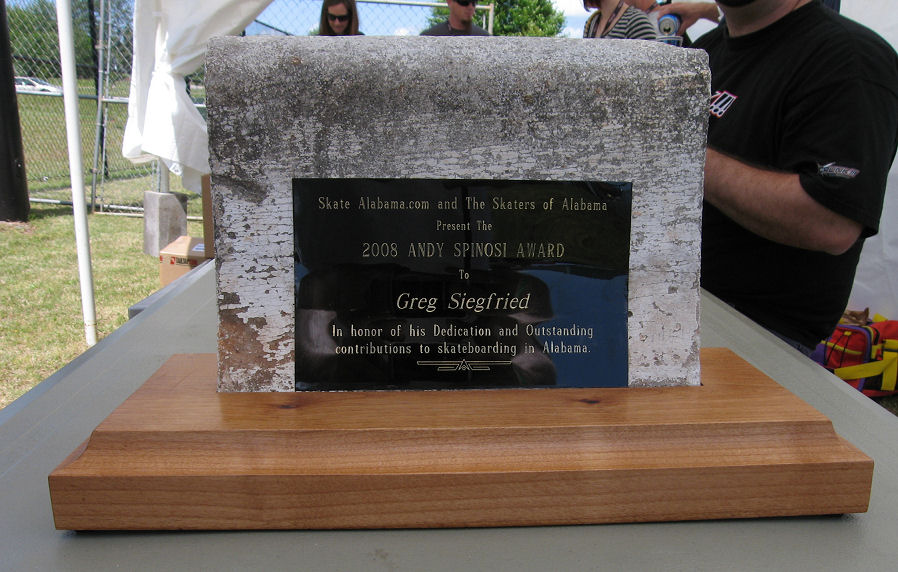 Skate Alabama.com and The Skaters of Alabama
Present The
2008 ANDY SPINOSI AWARD
To
Greg Siegfried
In honor of his Dedication and Outstanding
contributions to skateboarding in Alabama.